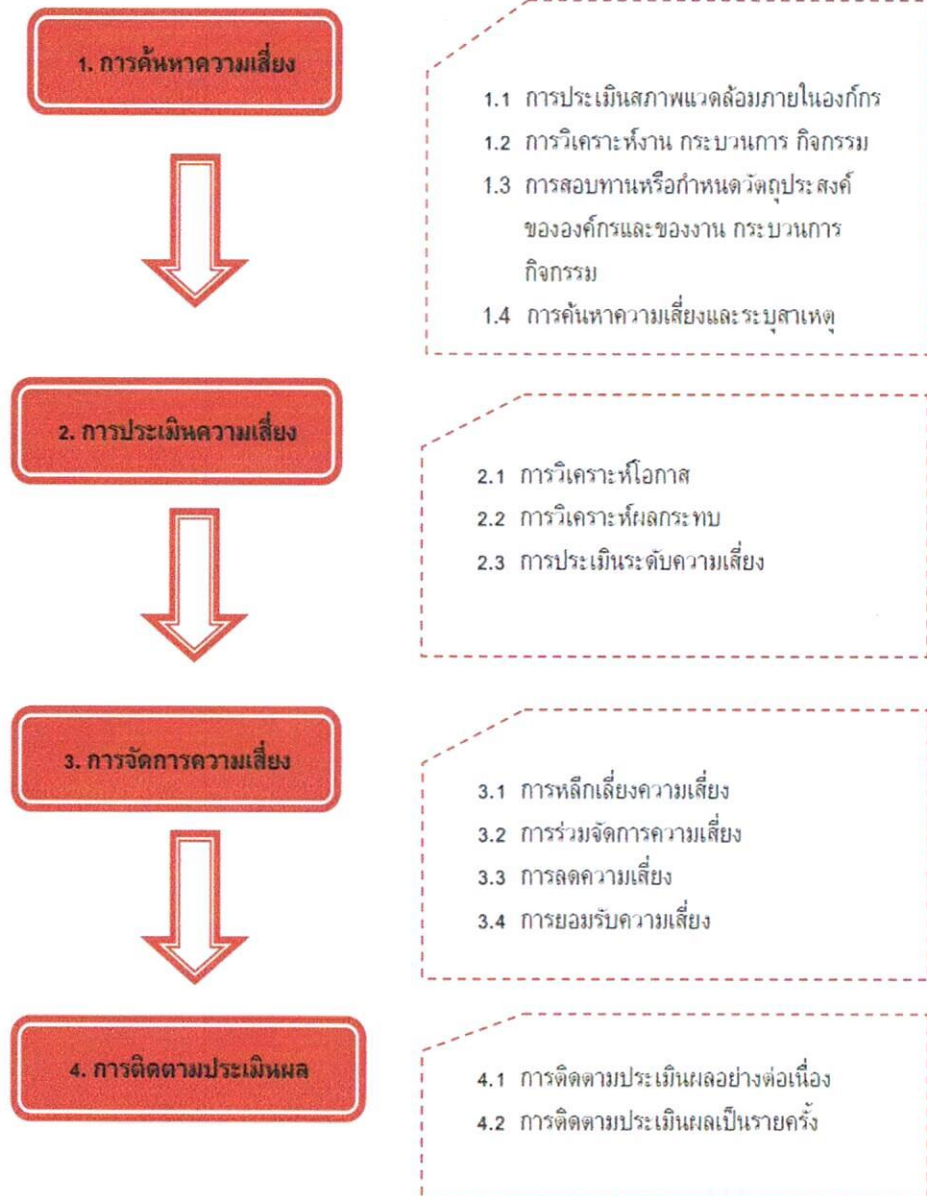 1. การค้นหาความเสี่ยง
1.1 การประเมินสภาพแวดล้อมภายในองค์กร
1.2 การวิเคราะห์งาน กระบวนการ กิจกรรม
1.3 การสอบทานหรือกำหนดวัตถุประสงค์
ขององค์กรและของงาน กระบวนการ
กิจกรรม
1.4 การค้นหาความเสี่ยงและระบุสาเหตุ
2. การประเมินความเสี่ยง
2.1 การวิเคราะห์โอกาส
2.2 การวิเคราะห์ผลกระทบ
2.3 การประเมินระดับความเสี่ยง
3. การจัดการความเสี่ยง
3.1 การหลีกเลี่ยงความเสี่ยง
3.2 การร่วมจัดการความเสี่ยง
3.3 การลดความเสี่ยง
3.4 การยอมรับความเสี่ยง
4. การติดตามประเมินผล
4.1 การติดตามประเมินผลอย่างต่อเนื่อง
4.2 การติดตามประเมินผลเป็นรายครั้ง